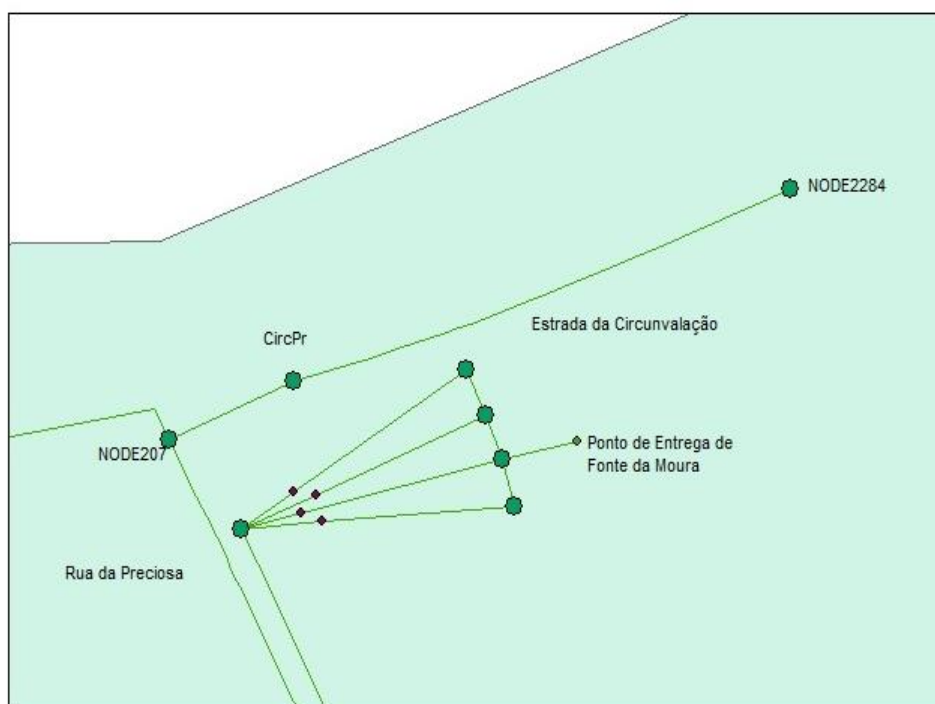 NODE2284
Estrada da Circunvalação
CircPr
Ponto de Entrega de
Fonte da Moura
NODE207
Rua da Preciosa